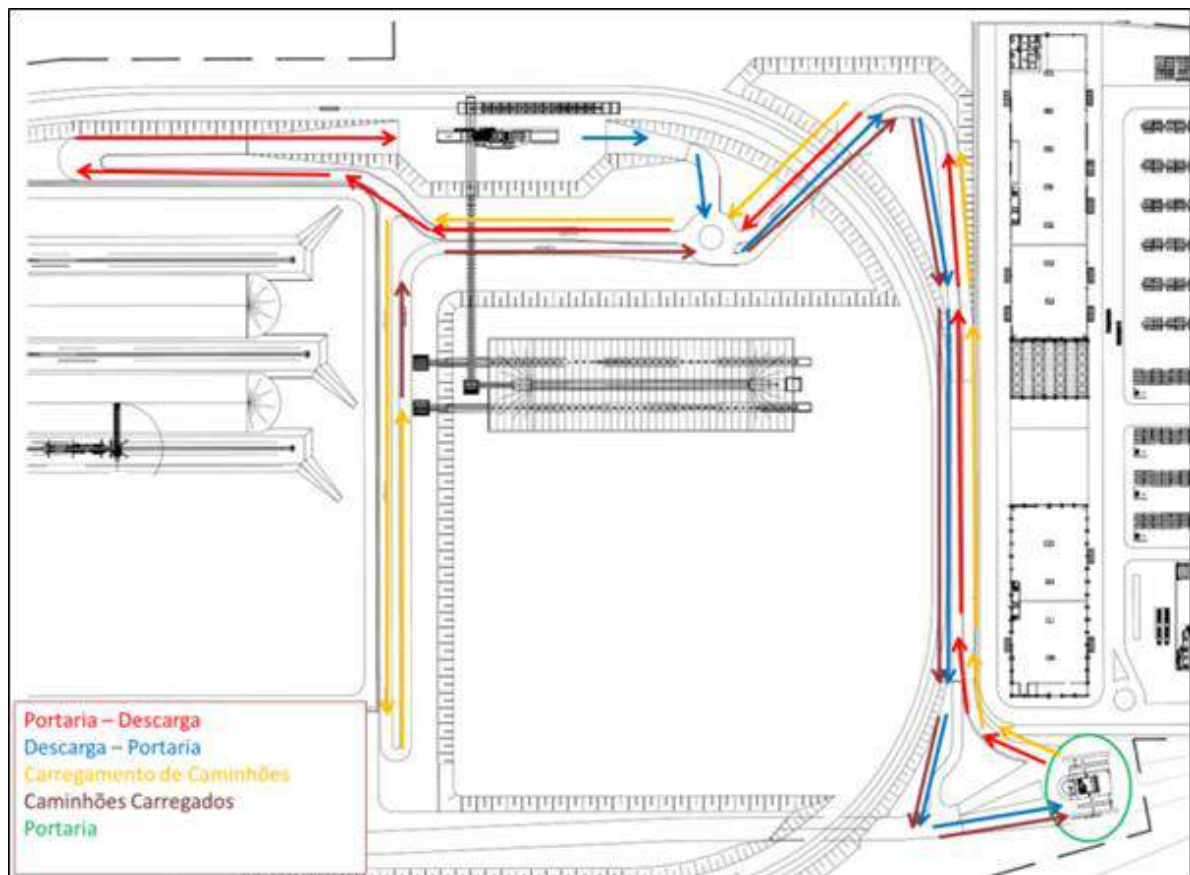 Portaria – Descarga
Descarga – Portaria
Carregamento de Caminhões
Caminhões Carregados
Portaria